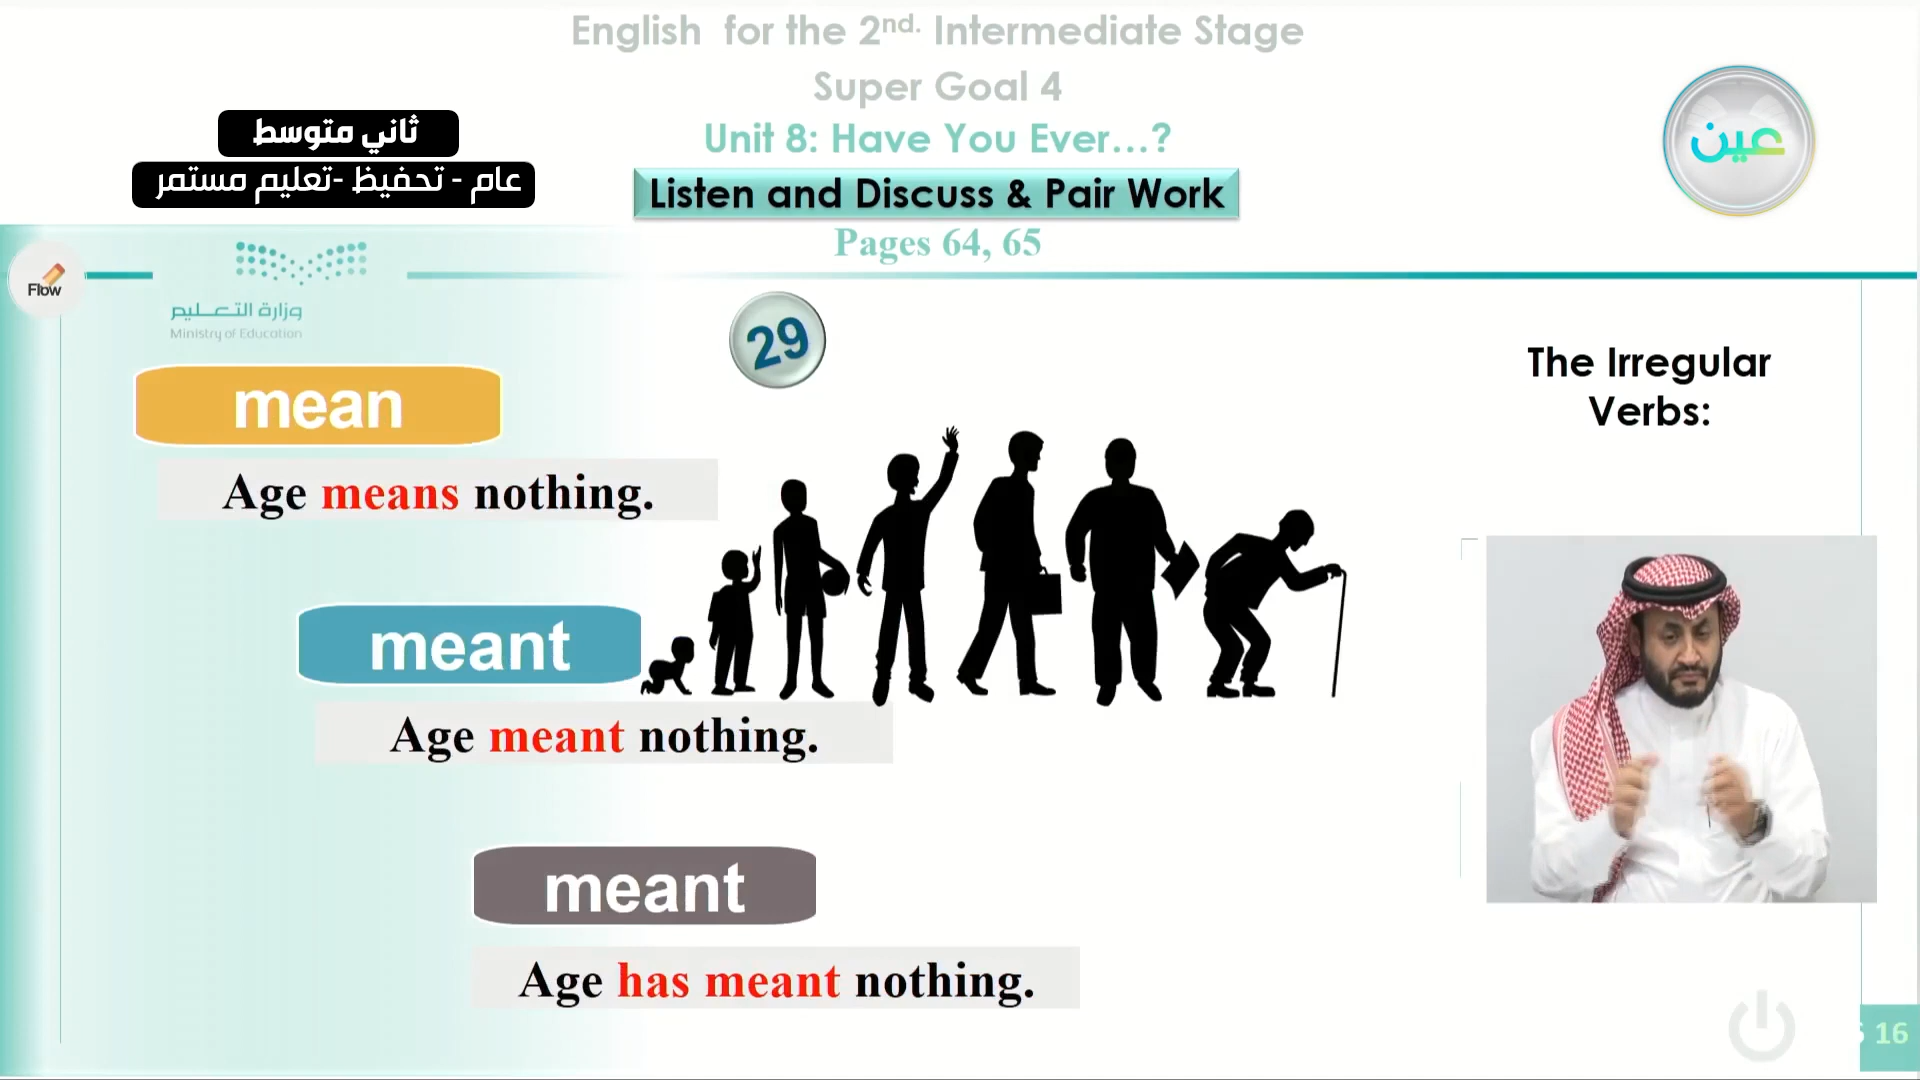 English for the 2nd. Intermediate Stage
Super Goal 4
Unit 8: Have You Ever...?
Listen and Discuss & Pair Work
Pages 64, 65
ثاني متوسط
عام - تحفيظ -تعليم مستمر
عين
Flow
وزارة التعليم
Ministry of Education
29
The Irregular
Verbs:
mean
Age means nothing.
meant
Age meant nothing.
meant
Age has meant nothing.
16